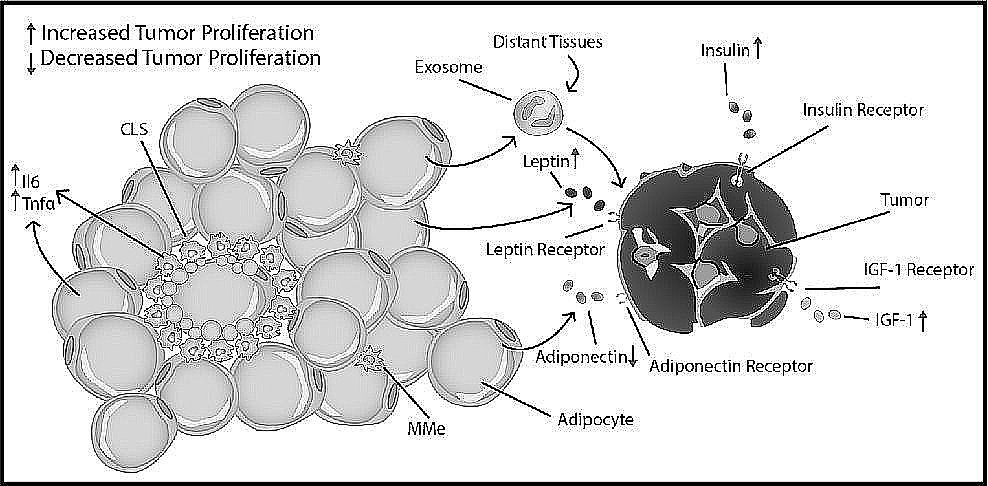 ↑ Increased Tumor Proliferation
↓ Decreased Tumor Proliferation
Distant Tissues
Exosome
Insulin ↑
Insulin Receptor
CLS
Leptin ↑
↑ Il6
↑ Tnfα
Tumor
Leptin Receptor
IGF-1 Receptor
IGF-1 ↑
Adiponectin ↓
Adiponectin Receptor
Adipocyte
MMe